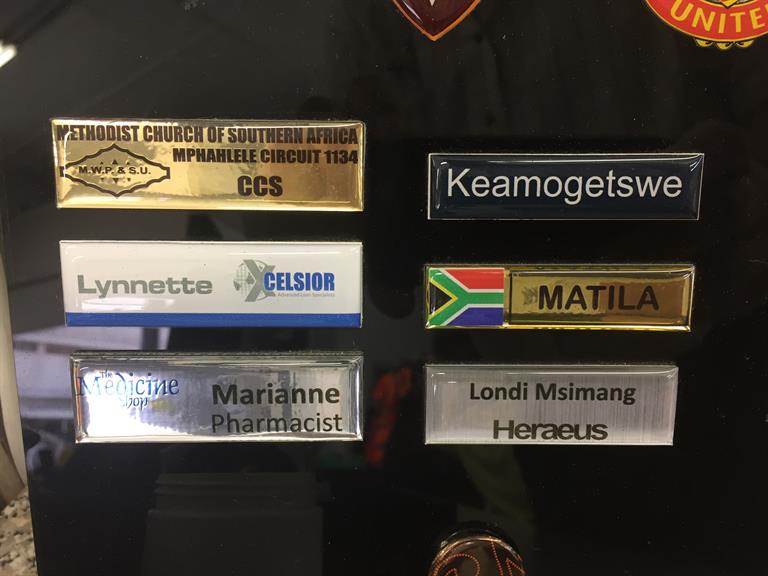 UNITE
METHODIST CHURCH OF SOUTHERN AFRICA
MPHAHLELE CIRCUIT 1134
M.W.P. & S.U.
CCS
Keamogetswe
Lynnette
XCELSIOR
Advanced Loan Specialists
MATILA
The
Medicine
Shop
Marianne
Pharmacist
Londi Msimang
Heraeus